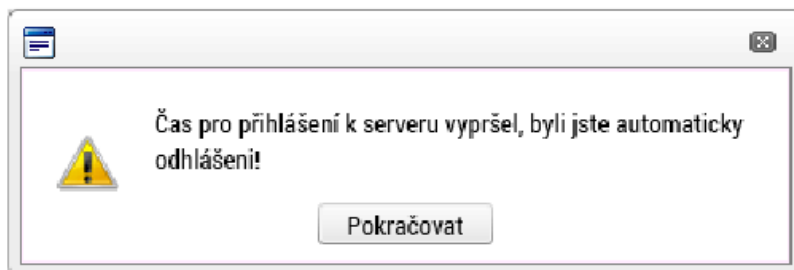 Čas pro přihlášení k serveru vypršel, byli jste automaticky
odhlášeni!
Pokračovat